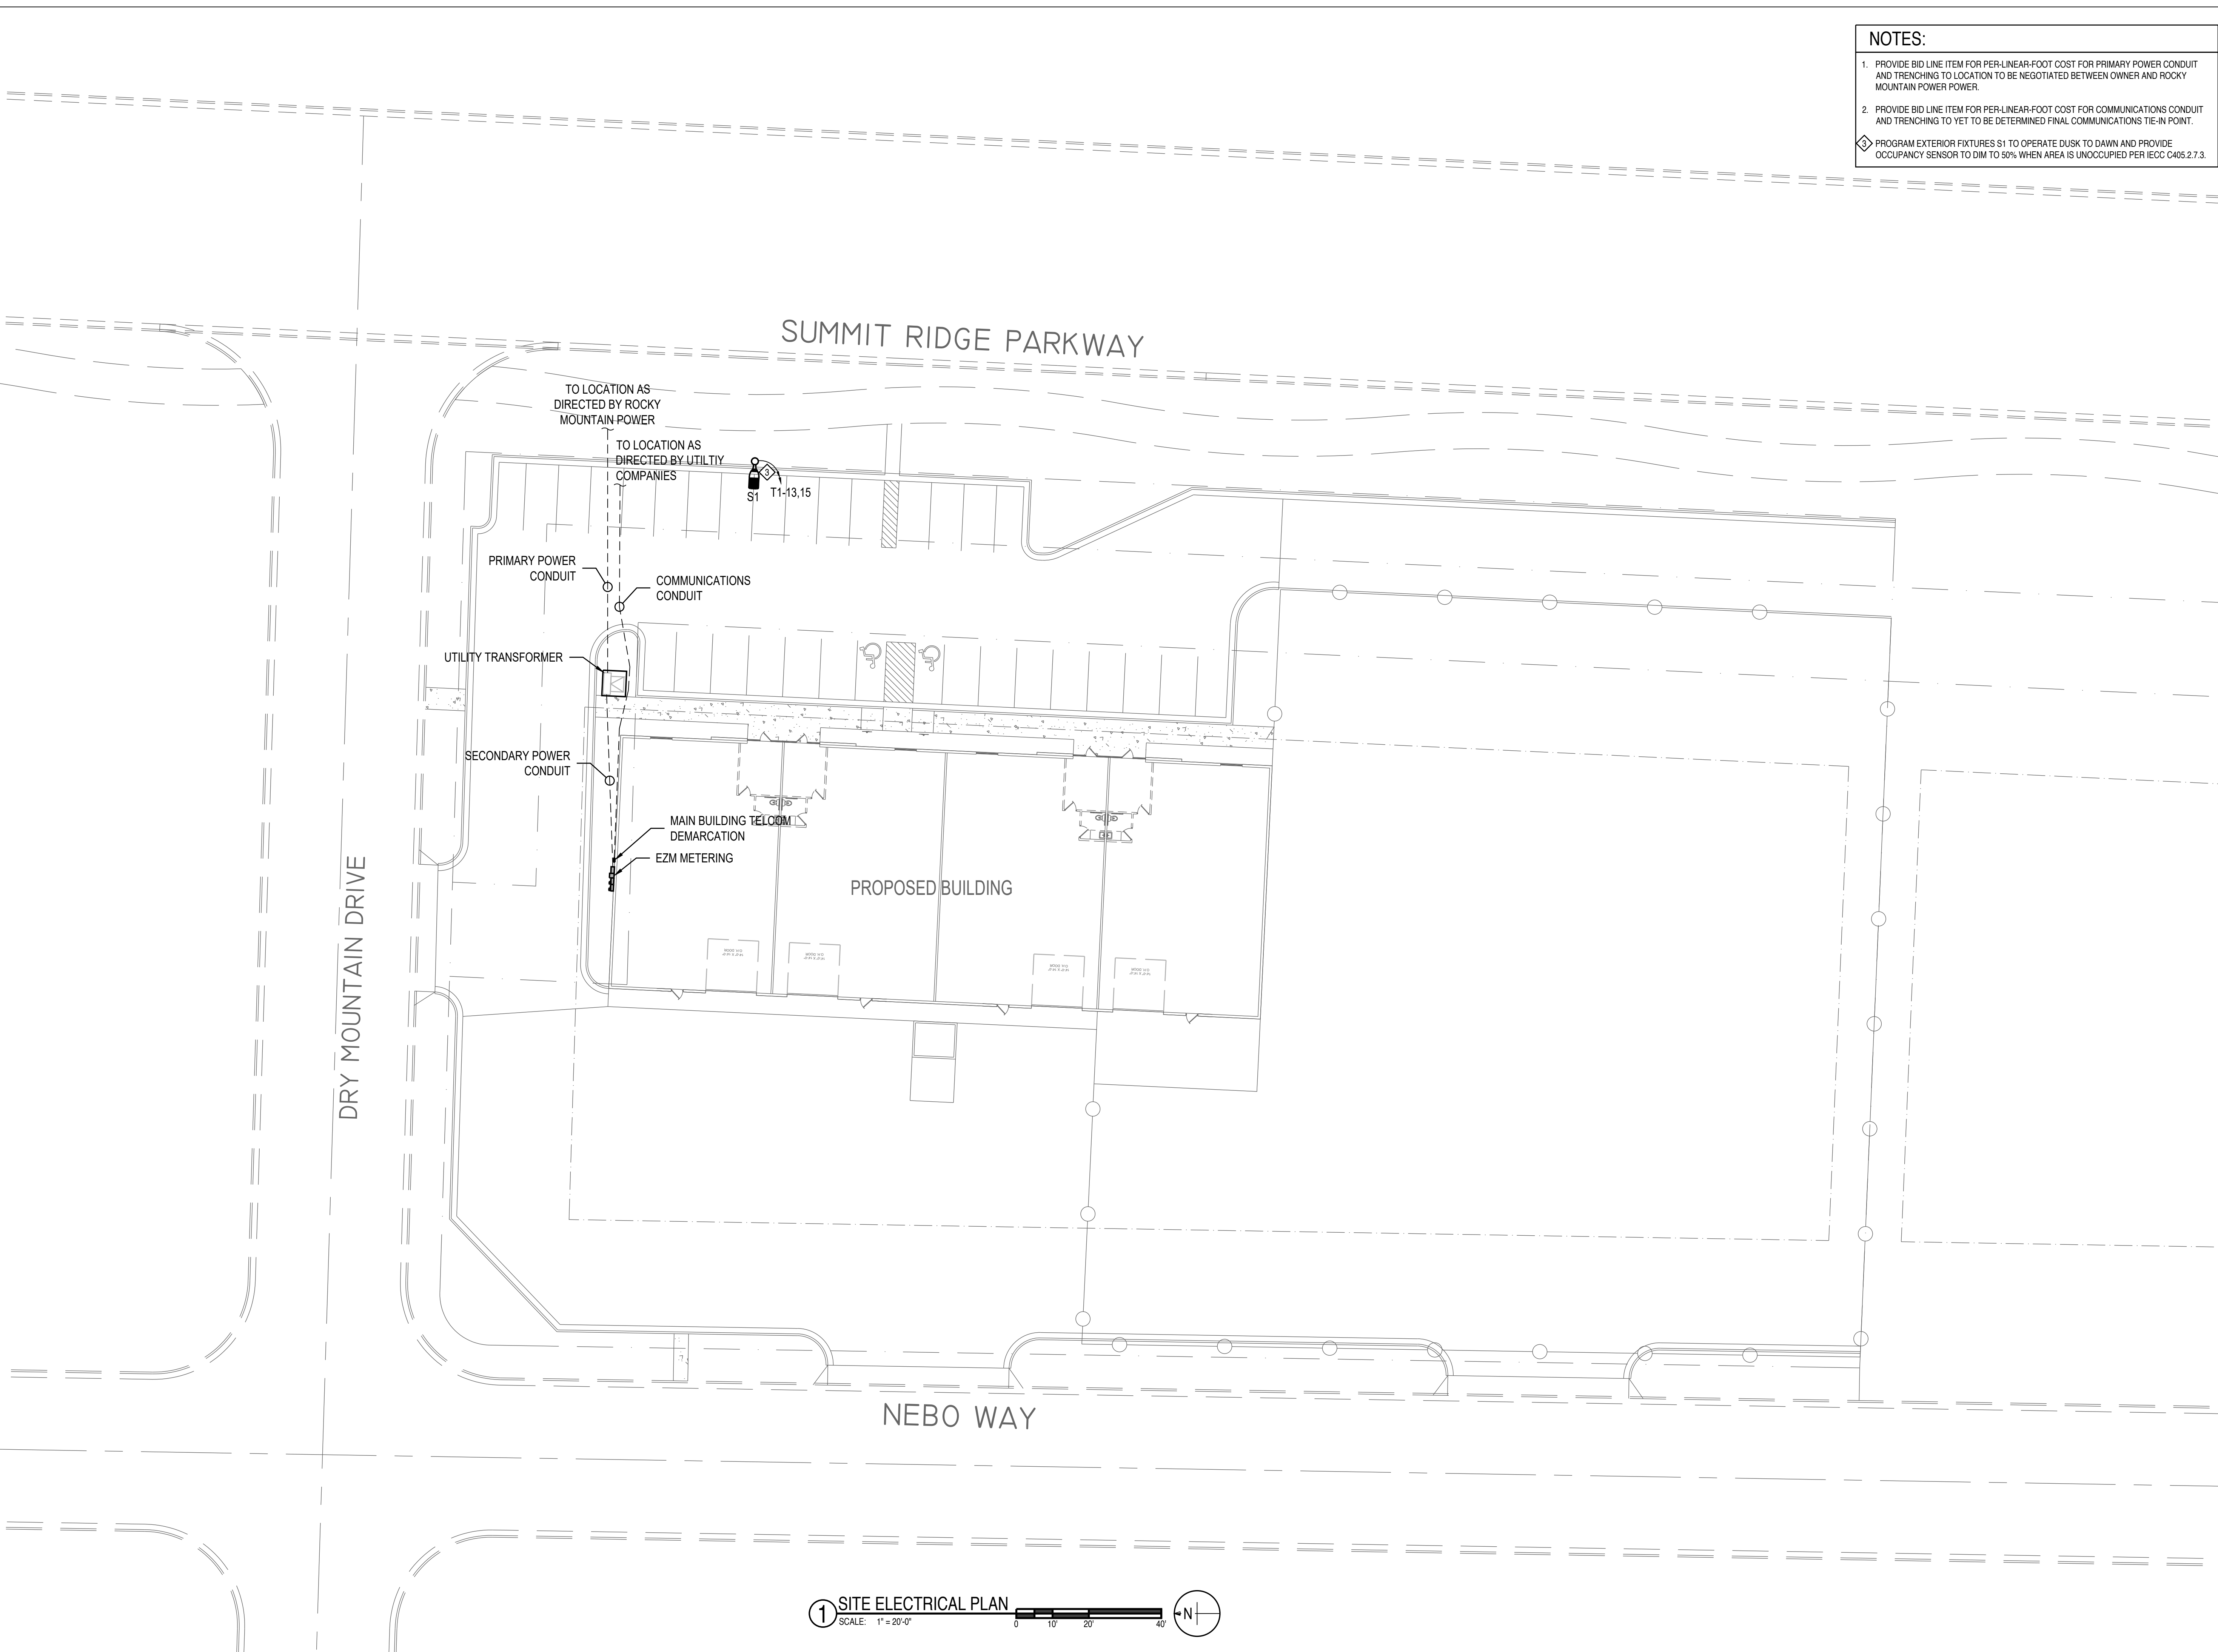 NOTES:
1. PROVIDE BID LINE ITEM FOR PER-LINEAR-FOOT COST FOR PRIMARY POWER CONDUIT
AND TRENCHING TO LOCATION TO BE NEGOTIATED BETWEEN OWNER AND ROCKY
MOUNTAIN POWER POWER.
2. PROVIDE BID LINE ITEM FOR PER-LINEAR-FOOT COST FOR COMMUNICATIONS CONDUIT
AND TRENCHING TO YET TO BE DETERMINED FINAL COMMUNICATIONS TIE-IN POINT.
3 PROGRAM EXTERIOR FIXTURES S1 TO OPERATE DUSK TO DAWN AND PROVIDE
OCCUPANCY SENSOR TO DIM TO 50% WHEN AREA IS UNOCCUPIED PER IECC C405.2.7.3.
SUMMIT RIDGE PARKWAY
TO LOCATION AS
DIRECTED BY ROCKY
MOUNTAIN POWER
TO LOCATION AS
DIRECTED BY UTILTIY
COMPANIES
3
S1
T1-13,15
PRIMARY POWER
CONDUIT
COMMUNICATIONS
CONDUIT
UTILITY TRANSFORMER
SECONDARY POWER
CONDUIT
MAIN BUILDING TELCOM
DEMARCATION
EZM METERING
PROPOSED BUILDING
DRY MOUNTAIN DRIVE
NEBO WAY
1 SITE ELECTRICAL PLAN
SCALE: 1" = 20'-0"
0 10' 20' 40'
N